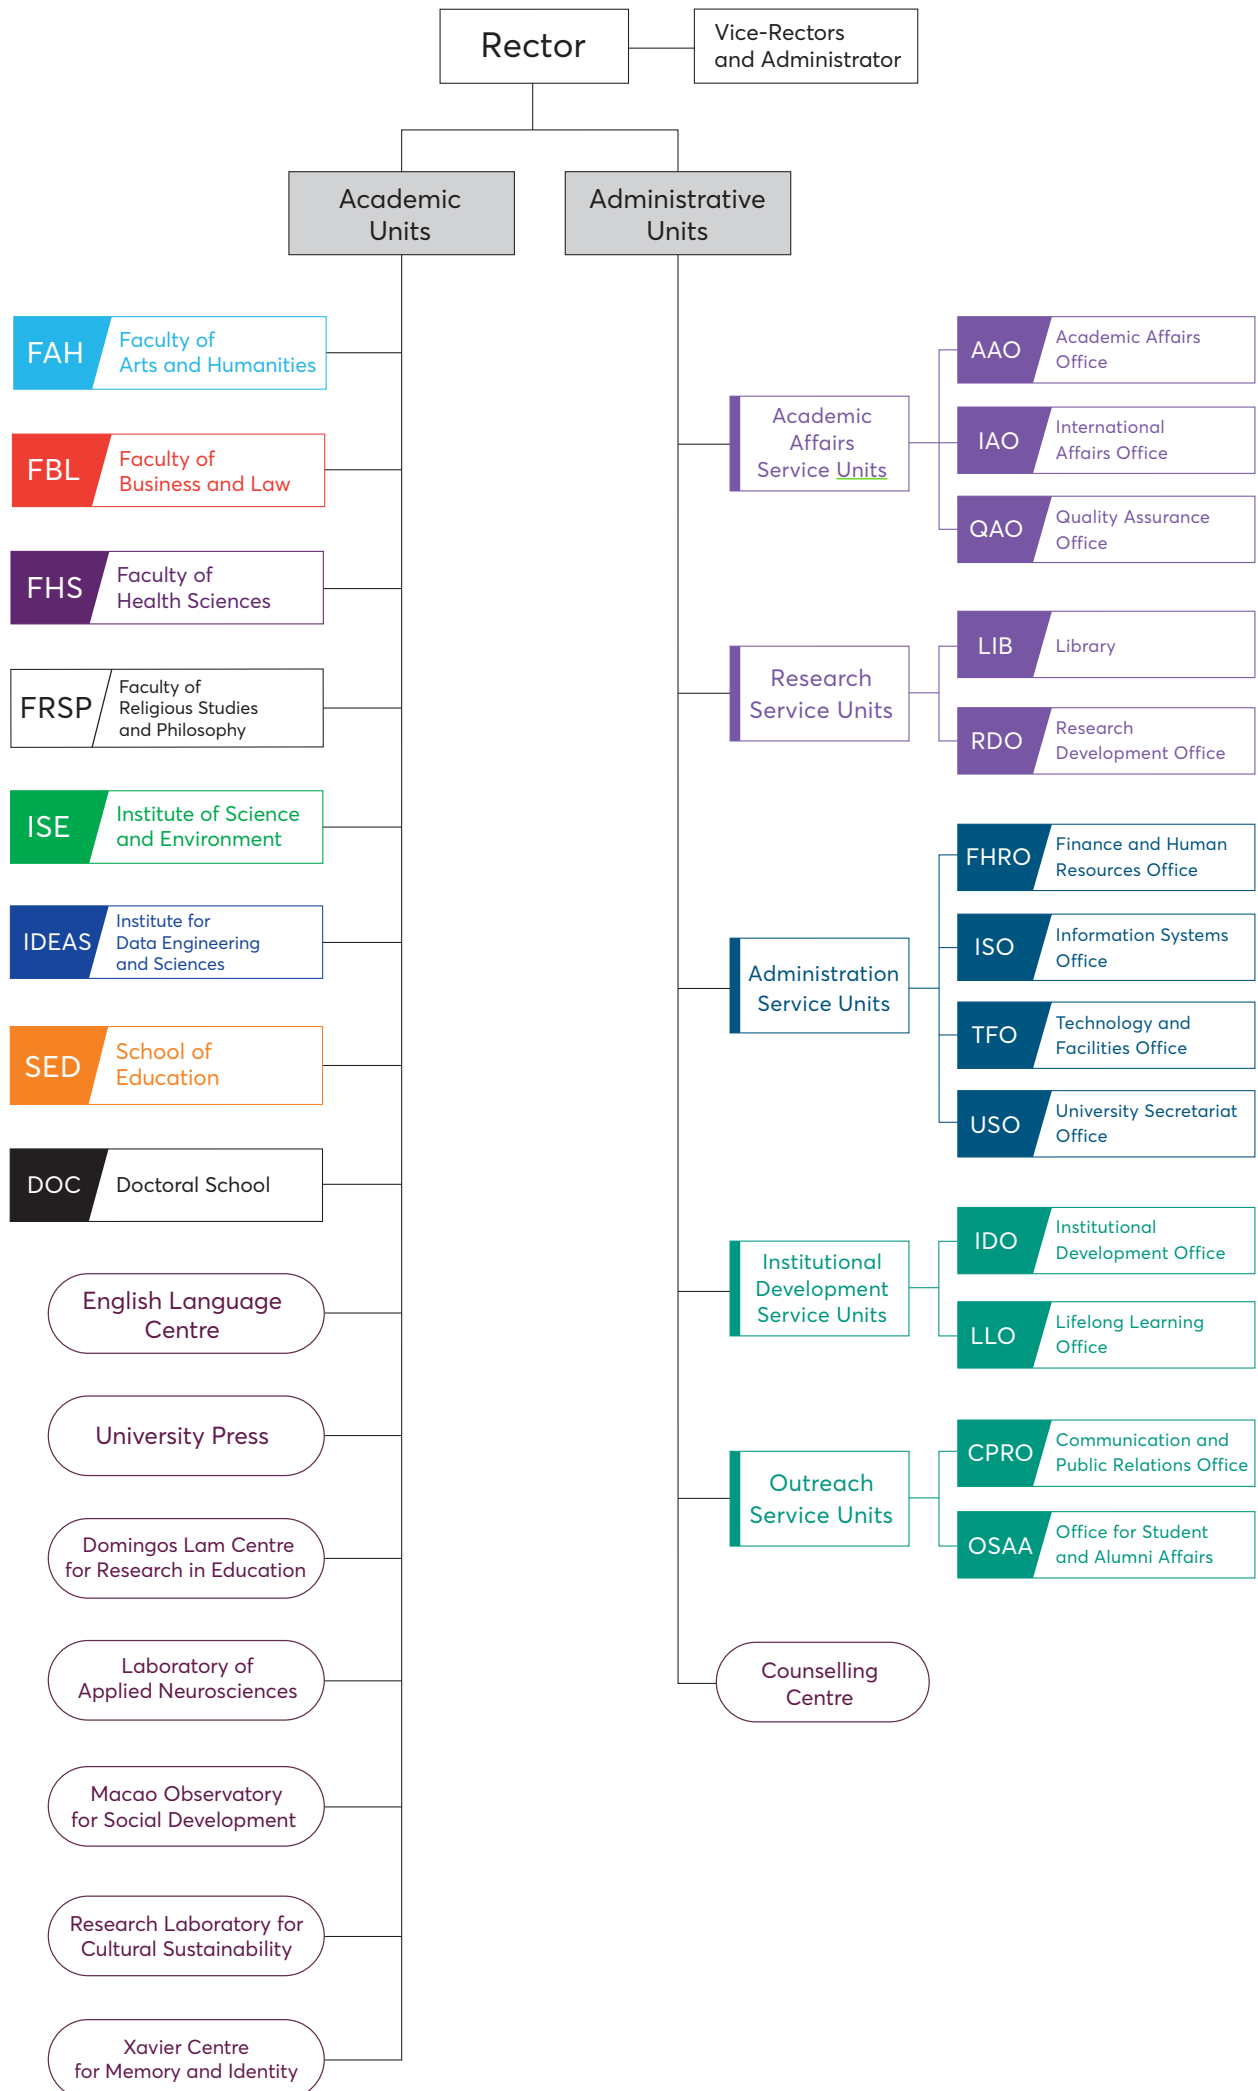 Rector
Vice-Rectors
and Administrator
Academic
Units
Administrative
Units
FAH
Faculty of
Arts and Humanities
FBL
Faculty of
Business and Law
FHS
Faculty of
Health Sciences
FRSP
Faculty of
Religious Studies
and Philosophy
ISE
Institute of Science
and Environment
IDEAS
Institute for
Data Engineering
and Sciences
SED
School of
Education
DOC
Doctoral School
English Language
Centre
University Press
Domingos Lam Centre
for Research in Education
Laboratory of
Applied Neurosciences
Macao Observatory
for Social Development
Research Laboratory for
Cultural Sustainability
Xavier Centre
for Memory and Identity
Academic
Affairs
Service Units
AAO
Academic Affairs
Office
IAO
International
Affairs Office
QAO
Quality Assurance
Office
Research
Service Units
LIB
Library
RDO
Research
Development Office
Administration
Service Units
FHRO
Finance and Human
Resources Office
ISO
Information Systems
Office
TFO
Technology and
Facilities Office
USO
University Secretariat
Office
Institutional
Development
Service Units
IDO
Institutional
Development Office
LLO
Lifelong Learning
Office
Outreach
Service Units
CPRO
Communication and
Public Relations Office
OSAA
Office for Student
and Alumni Affairs
Counselling
Centre